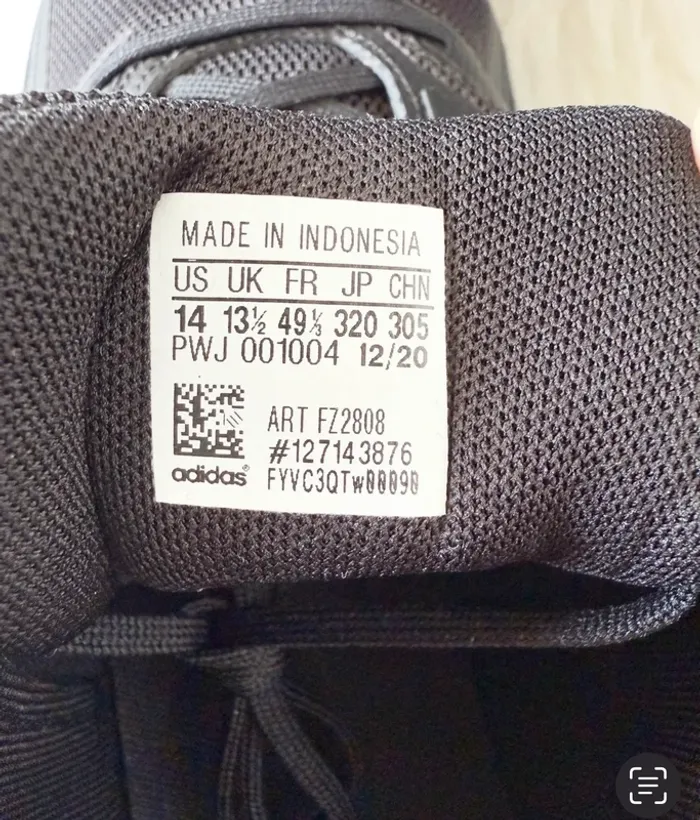 MADE IN INDONESIA
US UK FR JP CHN
14 13½ 49⅓ 320 305
PWJ 001004 12/20
ART FZ2808
#127143876
adidas® FYVC3QTw00090